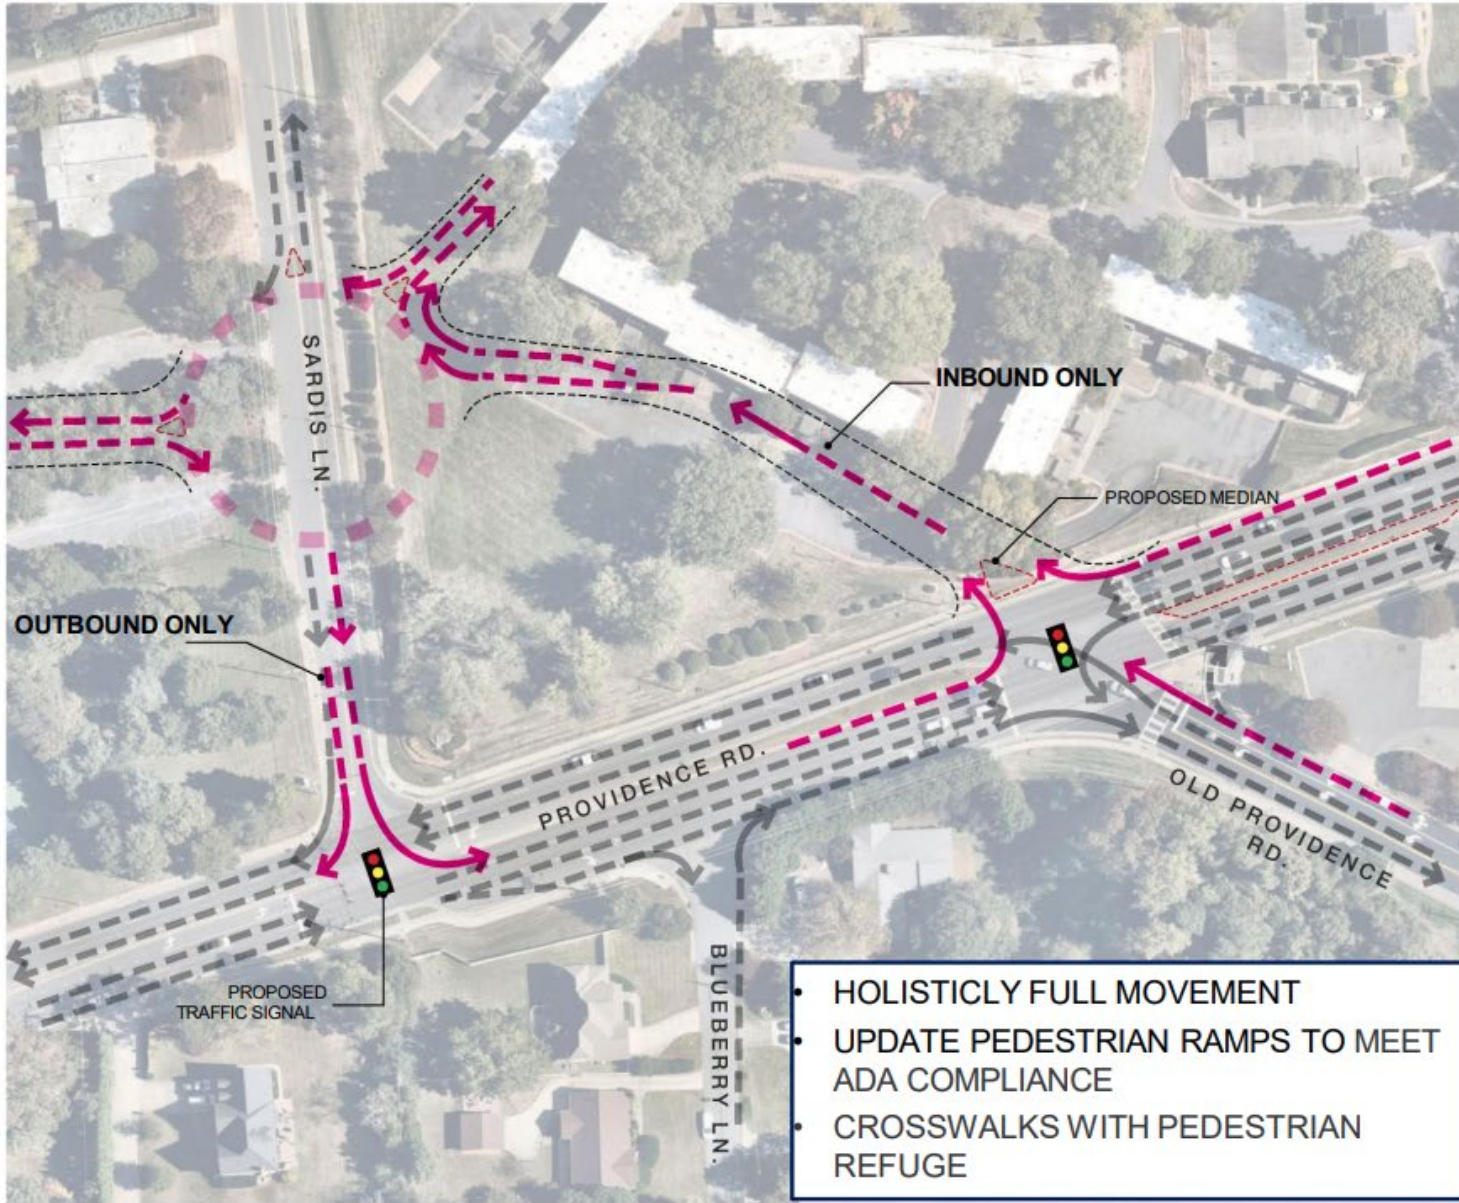 SARDIS LN.
INBOUND ONLY
PROPOSED MEDIAN
OUTBOUND ONLY
PROVIDENCE RD.
OLD PROVIDENCE
RD.
PROPOSED
TRAFFIC SIGNAL
BLUEBERRY LN.
• HOLISTICLY FULL MOVEMENT
• UPDATE PEDESTRIAN RAMPS TO MEET
ADA COMPLIANCE
• CROSSWALKS WITH PEDESTRIAN
REFUGE